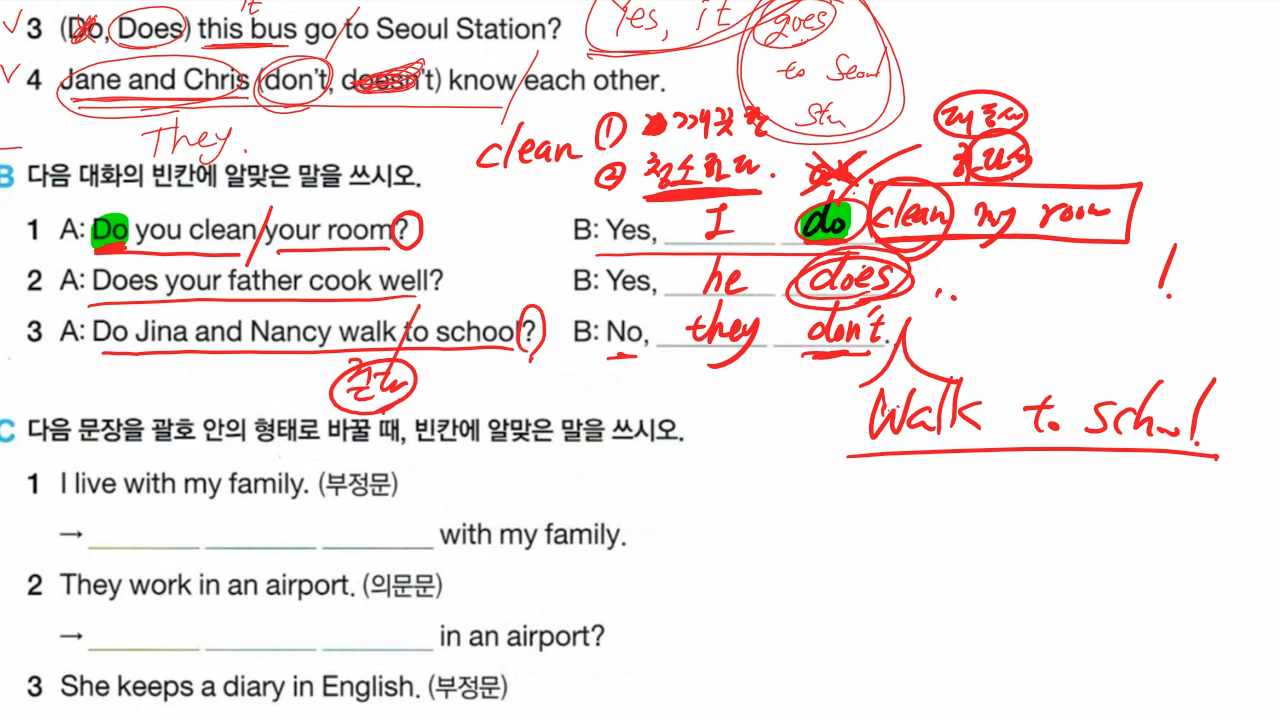 it
3 (Do, Does) this bus go to Seoul Station?
Yes, it goes
to Seoul
Stn
4 Jane and Chris (don't, doesn't) know each other.
They.
clean ① 깨끗한
② 청소한다.
B 다음 대화의 빈칸에 알맞은 말을 쓰시오.
1 A: Do you clean your room? B: Yes, I do clean my room
2 A: Does your father cook well? B: Yes, he does ..
!
3 A: Do Jina and Nancy walk to school? B: No, they don't.
walk to school
C 다음 문장을 괄호 안의 형태로 바꿀 때, 빈칸에 알맞은 말을 쓰시오.
1 I live with my family. (부정문)
→ with my family.
2 They work in an airport. (의문문)
→ in an airport?
3 She keeps a diary in English. (부정문)